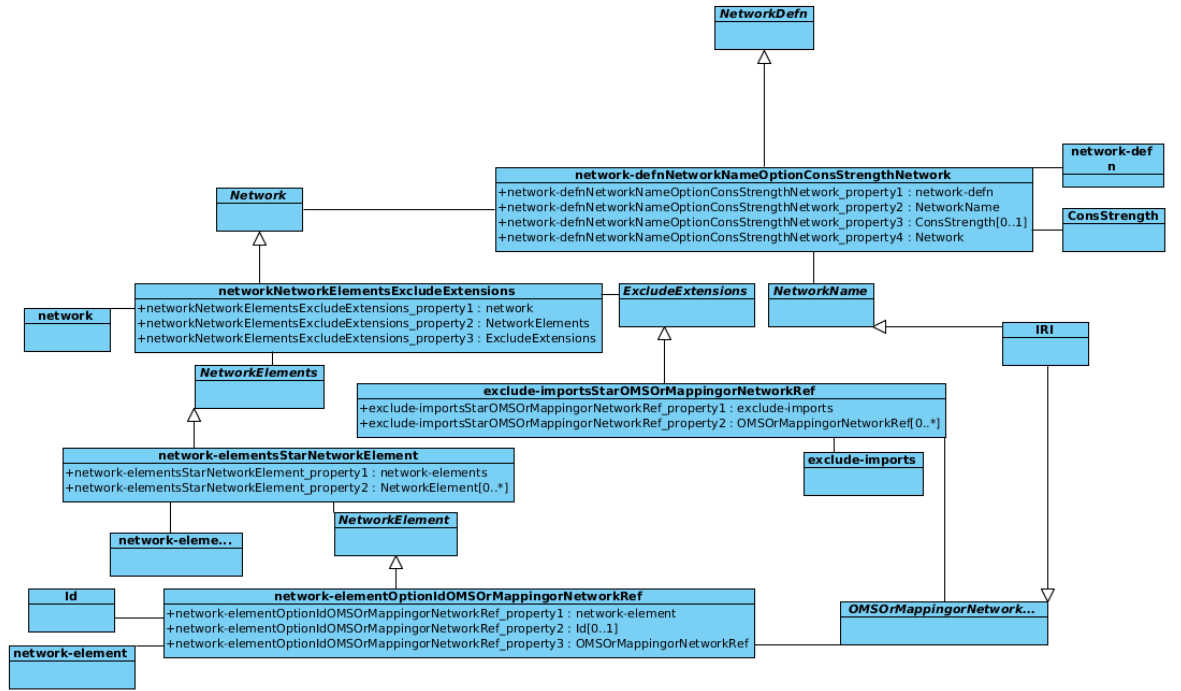 NetworkDefn
network-def
n
network-defnNetworkNameOptionConsStrengthNetwork
+network-defnNetworkNameOptionConsStrengthNetwork_property1 : network-defn
+network-defnNetworkNameOptionConsStrengthNetwork_property2 : NetworkName
+network-defnNetworkNameOptionConsStrengthNetwork_property3 : ConsStrength[0..1]
+network-defnNetworkNameOptionConsStrengthNetwork_property4 : Network
Network
ConsStrength
networkNetworkElementsExcludeExtensions
+networkNetworkElementsExcludeExtensions_property1 : network
+networkNetworkElementsExcludeExtensions_property2 : NetworkElements
+networkNetworkElementsExcludeExtensions_property3 : ExcludeExtensions
ExcludeExtensions
NetworkName
network
IRI
NetworkElements
exclude-importsStarOMSOrMappingorNetworkRef
+exclude-importsStarOMSOrMappingorNetworkRef_property1 : exclude-imports
+exclude-importsStarOMSOrMappingorNetworkRef_property2 : OMSOrMappingorNetworkRef[0..*]
network-elementsStarNetworkElement
+network-elementsStarNetworkElement_property1 : network-elements
+network-elementsStarNetworkElement_property2 : NetworkElement[0..*]
exclude-imports
NetworkElement
network-eleme...
Id
network-elementOptionIdOMSOrMappingorNetworkRef
+network-elementOptionIdOMSOrMappingorNetworkRef_property1 : network-element
+network-elementOptionIdOMSOrMappingorNetworkRef_property2 : Id[0..1]
+network-elementOptionIdOMSOrMappingorNetworkRef_property3 : OMSOrMappingorNetworkRef
OMSOrMappingorNetwork...
network-element